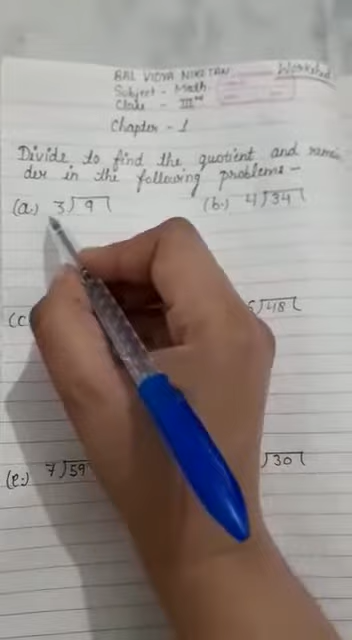 BAL VIDYA NIKETAN Worksheet
Subject - Math
Class - III
Chapter - 1
Divide to find the quotient and remain
der in the following problems -
(a.) 3)9( (b.) 4)34(
)48(
(e.) 7)59 )30(